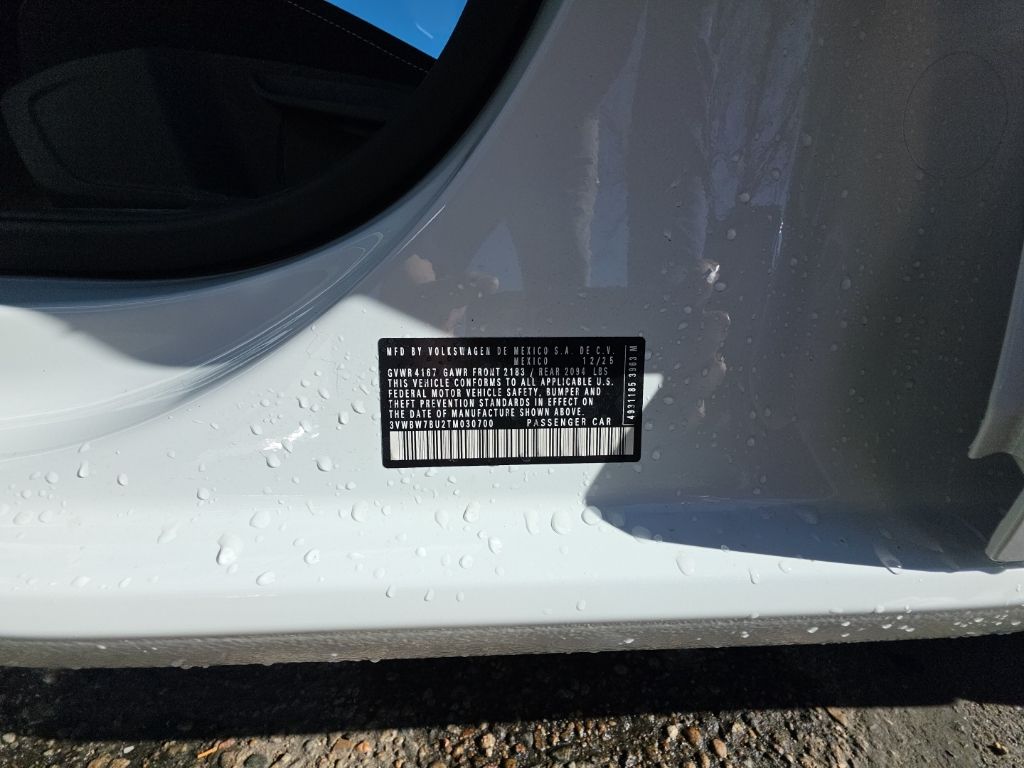 MFD BY VOLKSWAGEN DE MEXICO S.A. DE C.V.
MEXICO 12/25
GVWR 4167 GAWR FRONT 2183 / REAR 2094 LBS
THIS VEHICLE CONFORMS TO ALL APPLICABLE U.S.
FEDERAL MOTOR VEHICLE SAFETY, BUMPER AND
THEFT PREVENTION STANDARDS IN EFFECT ON
THE DATE OF MANUFACTURE SHOWN ABOVE.
3VWBW7BU2TM030700 PASSENGER CAR
4931185 3963 M